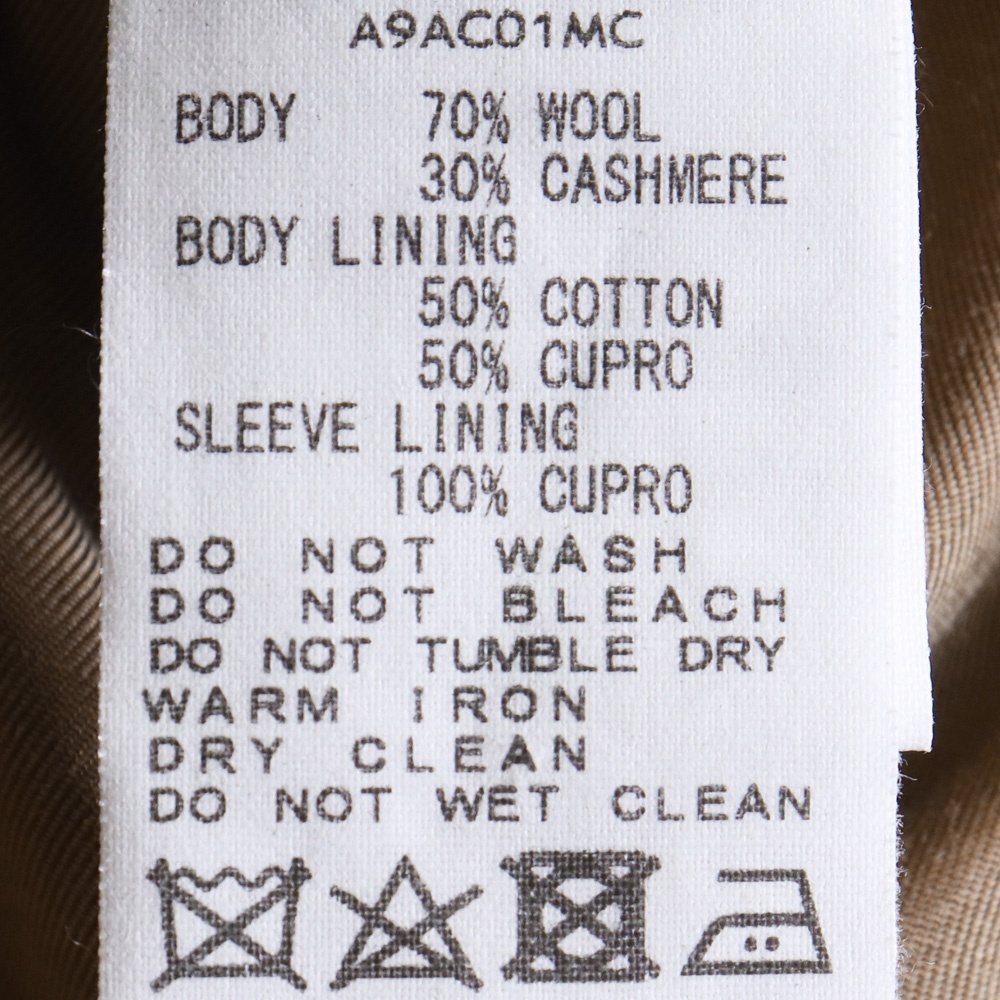 A9AC01MC
BODY 70% WOOL
30% CASHMERE
BODY LINING
50% COTTON
50% CUPRO
SLEEVE LINING
100% CUPRO
DO NOT WASH
DO NOT BLEACH
DO NOT TUMBLE DRY
WARM IRON
DRY CLEAN
DO NOT WET CLEAN